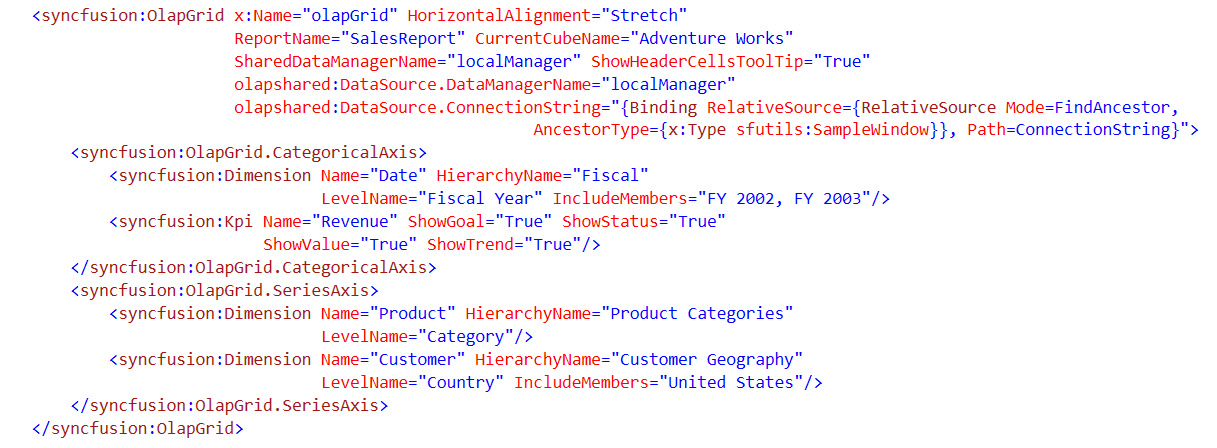 <syncfusion:OlapGrid x:Name="olapGrid" HorizontalAlignment="Stretch"
ReportName="SalesReport" CurrentCubeName="Adventure Works"
SharedDataManagerName="localManager" ShowHeaderCellsToolTip="True"
olapshared:DataSource.DataManagerName="localManager"
olapshared:DataSource.ConnectionString="{Binding RelativeSource={RelativeSource Mode=FindAncestor,
AncestorType={x:Type sfutils:SampleWindow}}, Path=ConnectionString}">
<syncfusion:OlapGrid.CategoricalAxis>
<syncfusion:Dimension Name="Date" HierarchyName="Fiscal"
LevelName="Fiscal Year" IncludeMembers="FY 2002, FY 2003"/>
<syncfusion:Kpi Name="Revenue" ShowGoal="True" ShowStatus="True"
ShowValue="True" ShowTrend="True"/>
</syncfusion:OlapGrid.CategoricalAxis>
<syncfusion:OlapGrid.SeriesAxis>
<syncfusion:Dimension Name="Product" HierarchyName="Product Categories"
LevelName="Category"/>
<syncfusion:Dimension Name="Customer" HierarchyName="Customer Geography"
LevelName="Country" IncludeMembers="United States"/>
</syncfusion:OlapGrid.SeriesAxis>
</syncfusion:OlapGrid>